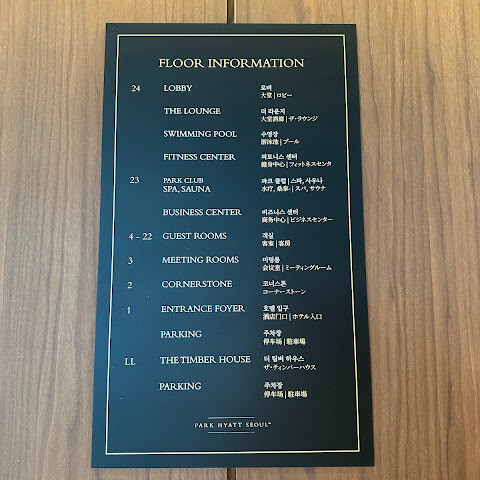 FLOOR INFORMATION
24 LOBBY 로비
大堂 | ロビー
THE LOUNGE 더 라운지
大堂酒廊 | ザ・ラウンジ
SWIMMING POOL 수영장
游泳池 | プール
FITNESS CENTER 피트니스 센터
健身中心 | フィットネスセンタ
23 PARK CLUB 파크 클럽 | 스파, 사우나
SPA, SAUNA 水疗, 桑拿 | スパ, サウナ
BUSINESS CENTER 비즈니스 센터
商务中心 | ビジネスセンター
4 - 22 GUEST ROOMS 객실
客室 | 客房
3 MEETING ROOMS 미팅룸
会议室 | ミーティングルーム
2 CORNERSTONE 코너스톤
コーナーストーン
1 ENTRANCE FOYER 호텔 입구
酒店门口 | ホテル入口
PARKING 주차장
停车场 | 駐車場
LL THE TIMBER HOUSE 더 팀버 하우스
ザ・ティンバーハウス
PARKING 주차장
停车场 | 駐車場
PARK HYATT SEOUL™